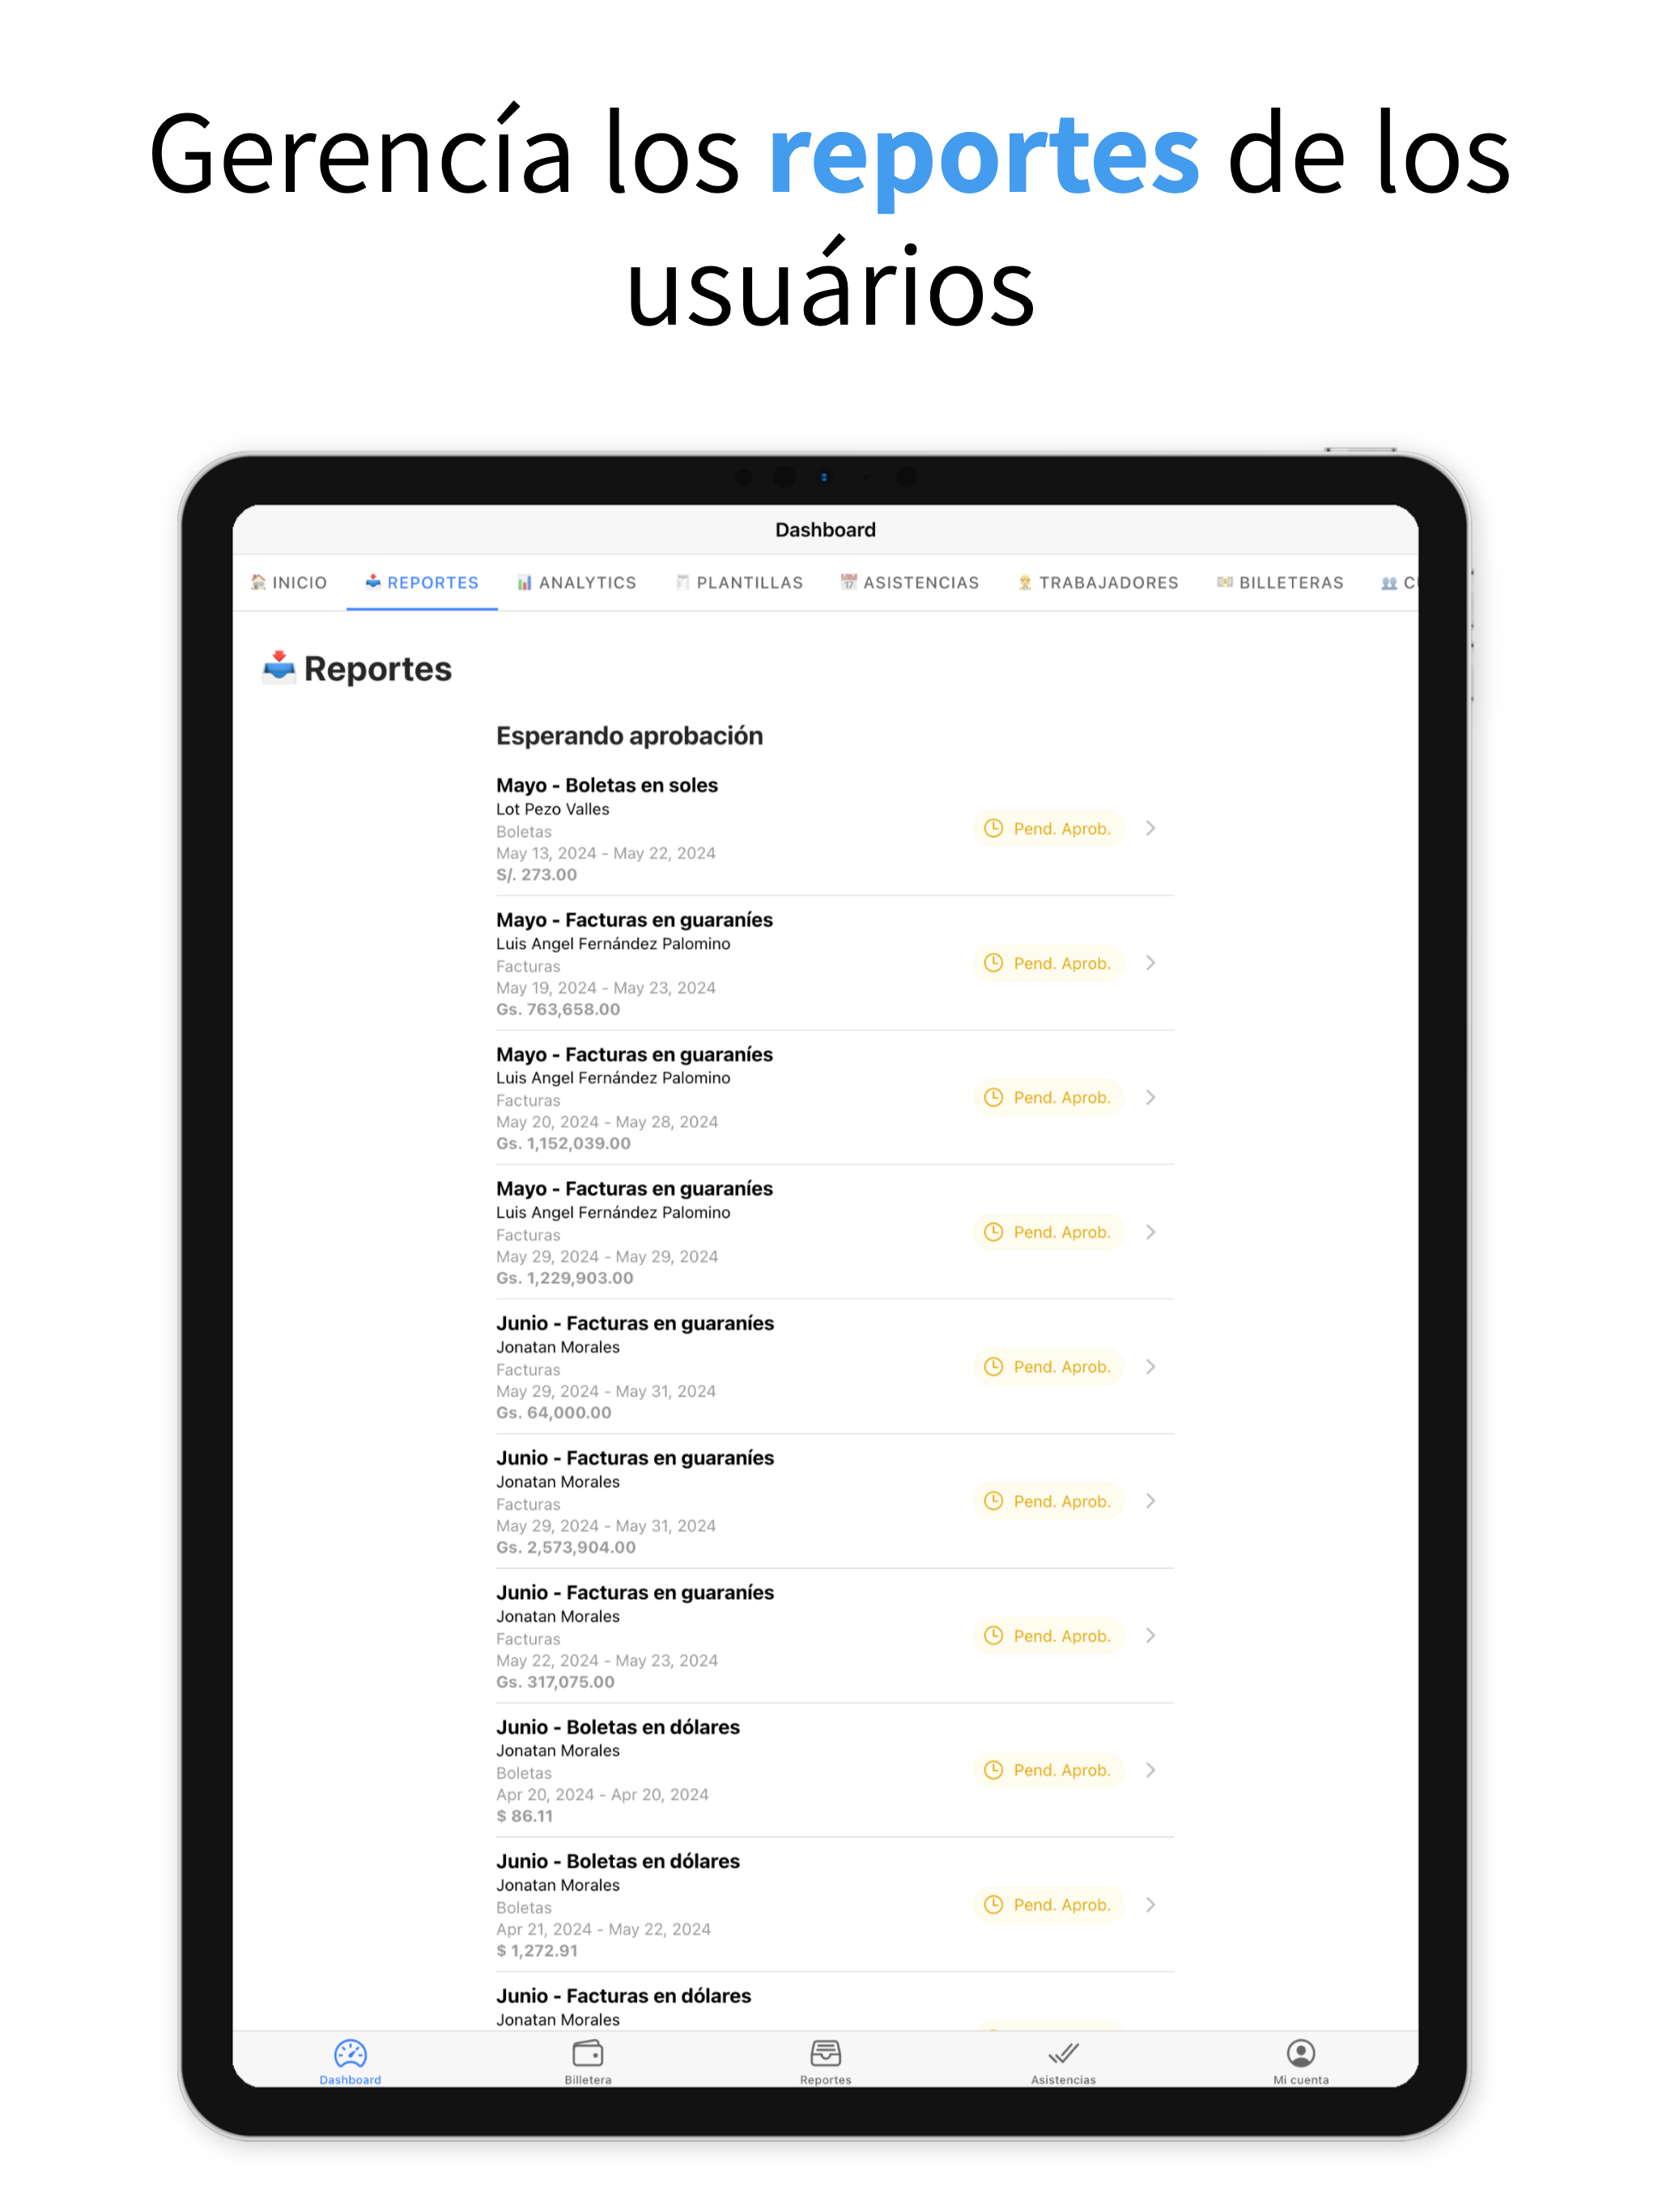 Gerencía los reportes de los
usuários
Dashboard
INICIO REPORTES ANALYTICS PLANTILLAS ASISTENCIAS TRABAJADORES BILLETERAS
Reportes
Esperando aprobación
Mayo - Boletas en soles
Lot Pezo Valles
Boletas
May 13, 2024 - May 22, 2024
S/. 273.00
Pend. Aprob.
Mayo - Facturas en guaraníes
Luis Angel Fernández Palomino
Facturas
May 19, 2024 - May 23, 2024
Gs. 763,658.00
Pend. Aprob.
Mayo - Facturas en guaraníes
Luis Angel Fernández Palomino
Facturas
May 20, 2024 - May 28, 2024
Gs. 1,152,039.00
Pend. Aprob.
Mayo - Facturas en guaraníes
Luis Angel Fernández Palomino
Facturas
May 29, 2024 - May 29, 2024
Gs. 1,229,903.00
Pend. Aprob.
Junio - Facturas en guaraníes
Jonatan Morales
Facturas
May 29, 2024 - May 31, 2024
Gs. 64,000.00
Pend. Aprob.
Junio - Facturas en guaraníes
Jonatan Morales
Facturas
May 29, 2024 - May 31, 2024
Gs. 2,573,904.00
Pend. Aprob.
Junio - Facturas en guaraníes
Jonatan Morales
Facturas
May 22, 2024 - May 23, 2024
Gs. 317,075.00
Pend. Aprob.
Junio - Boletas en dólares
Jonatan Morales
Boletas
Apr 20, 2024 - Apr 20, 2024
$ 86.11
Pend. Aprob.
Junio - Boletas en dólares
Jonatan Morales
Boletas
Apr 21, 2024 - May 22, 2024
$ 1,272.91
Pend. Aprob.
Junio - Facturas en dólares
Jonatan Morales
Dashboard Billetera Reportes Asistencias Mi cuenta